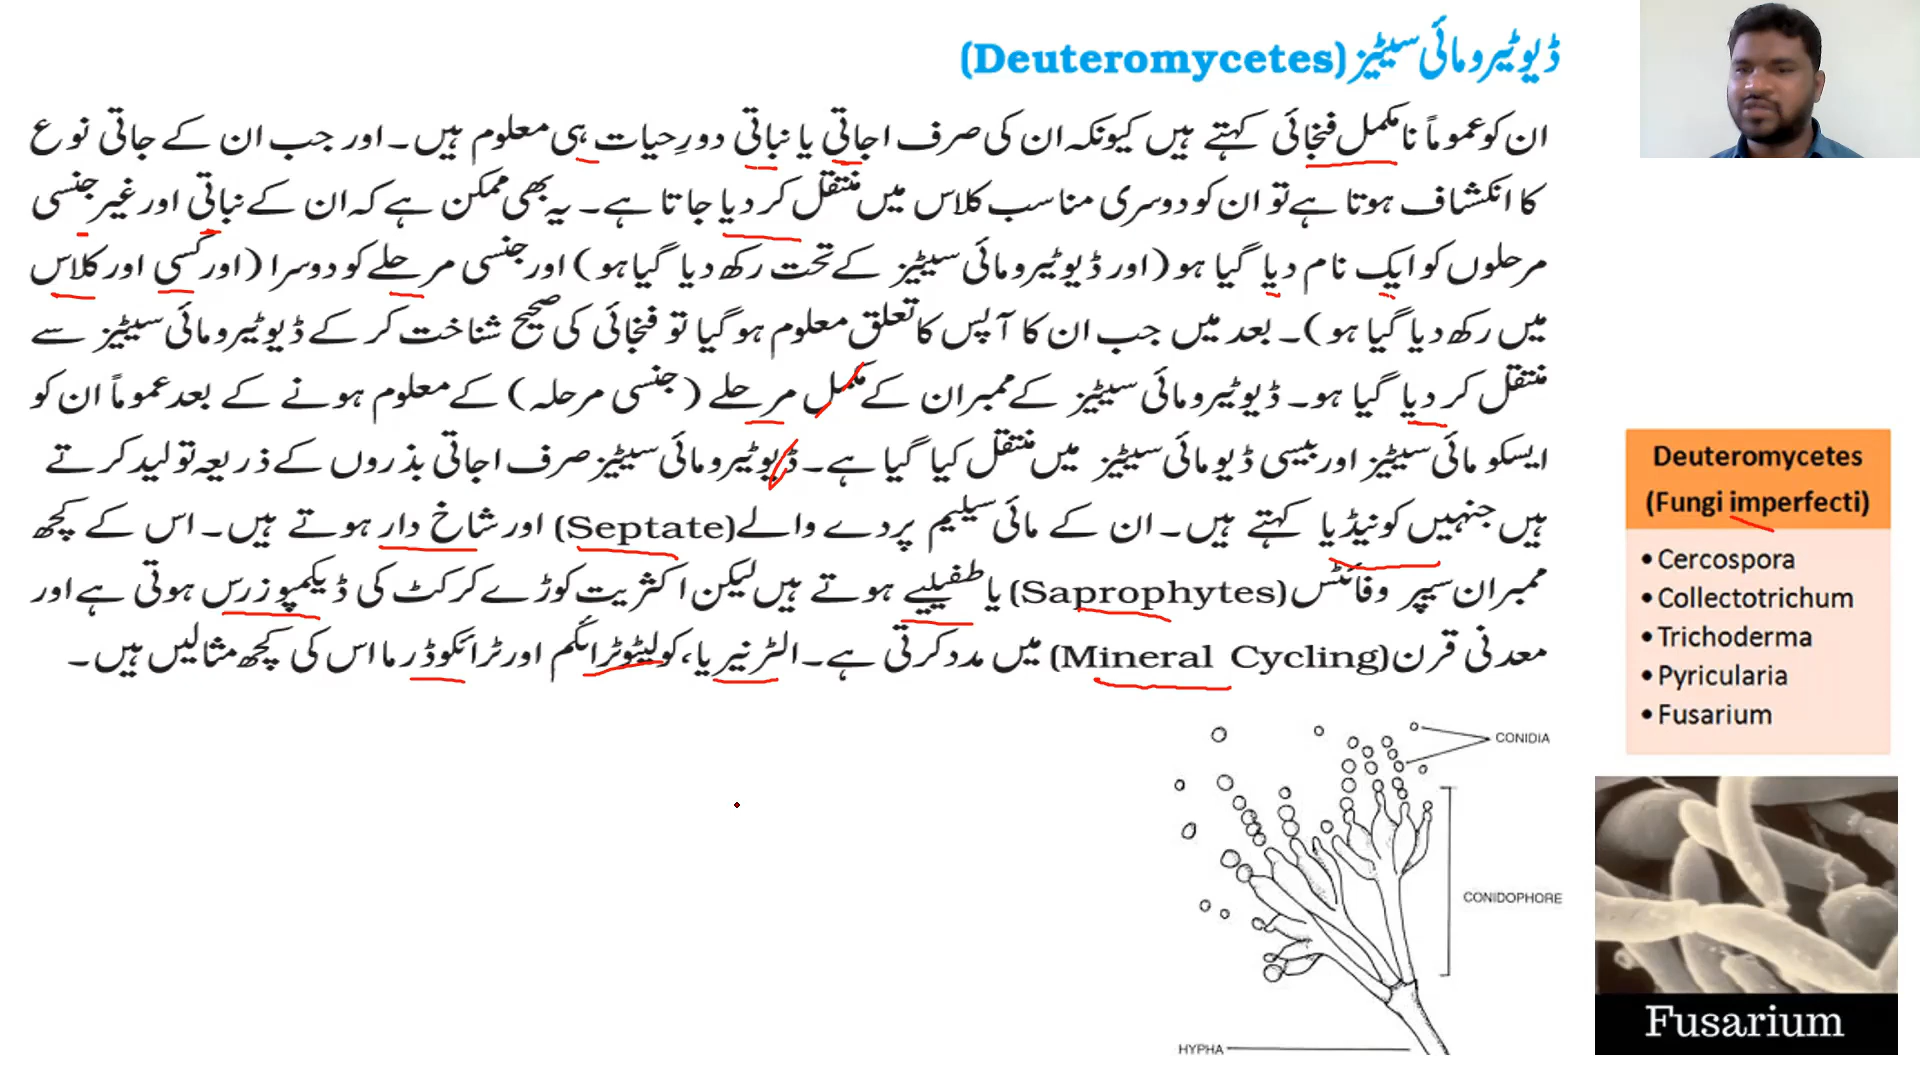 ڈیوٹیرومائی سیٹیز (Deuteromycetes)
ان کو عموماً نامکمل فنجائی کہتے ہیں کیونکہ ان کی صرف اجاتی یا نباتی دورِ حیات ہی معلوم ہیں۔ اور جب ان کے جاتی نوع
کا انکشاف ہوتا ہے تو ان کو دوسری مناسب کلاس میں منتقل کر دیا جاتا ہے۔ یہ بھی ممکن ہے کہ ان کے نباتی اور غیر جنسی
مرحلوں کو ایک نام دیا گیا ہو (اور ڈیوٹیرومائی سیٹیز کے تحت رکھ دیا گیا ہو) اور جنسی مرحلے کو دوسرا (اور کسی اور کلاس
میں رکھ دیا گیا ہو)۔ بعد میں جب ان کا آپس کا تعلق معلوم ہو گیا تو فنجائی کی صحیح شناخت کر کے ڈیوٹیرومائی سیٹیز سے
منتقل کر دیا گیا ہو۔ ڈیوٹیرومائی سیٹیز کے ممبران کے مکمل مرحلے (جنسی مرحلہ) کے معلوم ہونے کے بعد عموماً ان کو
ایسکو مائی سیٹیز اور بیسی ڈیو مائی سیٹیز میں منتقل کیا گیا ہے۔ ڈیوٹیرومائی سیٹیز صرف اجاتی بذروں کے ذریعہ تولید کرتے
ہیں جنہیں کونیڈیا کہتے ہیں۔ ان کے مائی سیلیم پردے والے (Septate) اور شاخ دار ہوتے ہیں۔ اس کے کچھ
ممبران سیپر وفائٹس (Saprophytes) یا طفیلیے ہوتے ہیں لیکن اکثریت کوڑے کرکٹ کی ڈیکمپوزرس ہوتی ہے اور
معدنی قرن (Mineral Cycling) میں مدد کرتی ہے۔ الٹرنیریا، کولیٹوٹرائکم اور ٹرائکوڈرما اس کی کچھ مثالیں ہیں۔
Deuteromycetes
(Fungi imperfecti)
• Cercospora
• Collectotrichum
• Trichoderma
• Pyricularia
• Fusarium
CONIDIA
CONIDOPHORE
HYPHA
Fusarium